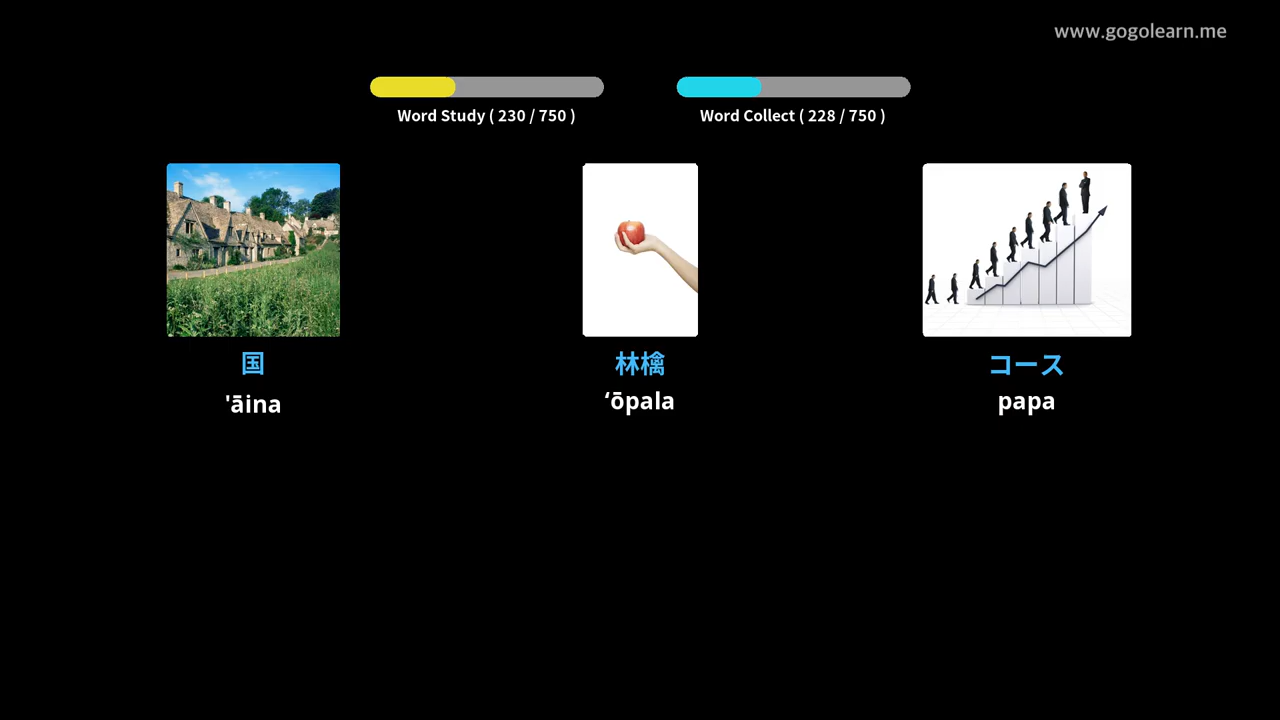 www.gogolearn.me
Word Study ( 230 / 750 )
Word Collect ( 228 / 750 )
国
'āina
林檎
‘ōpala
コース
papa